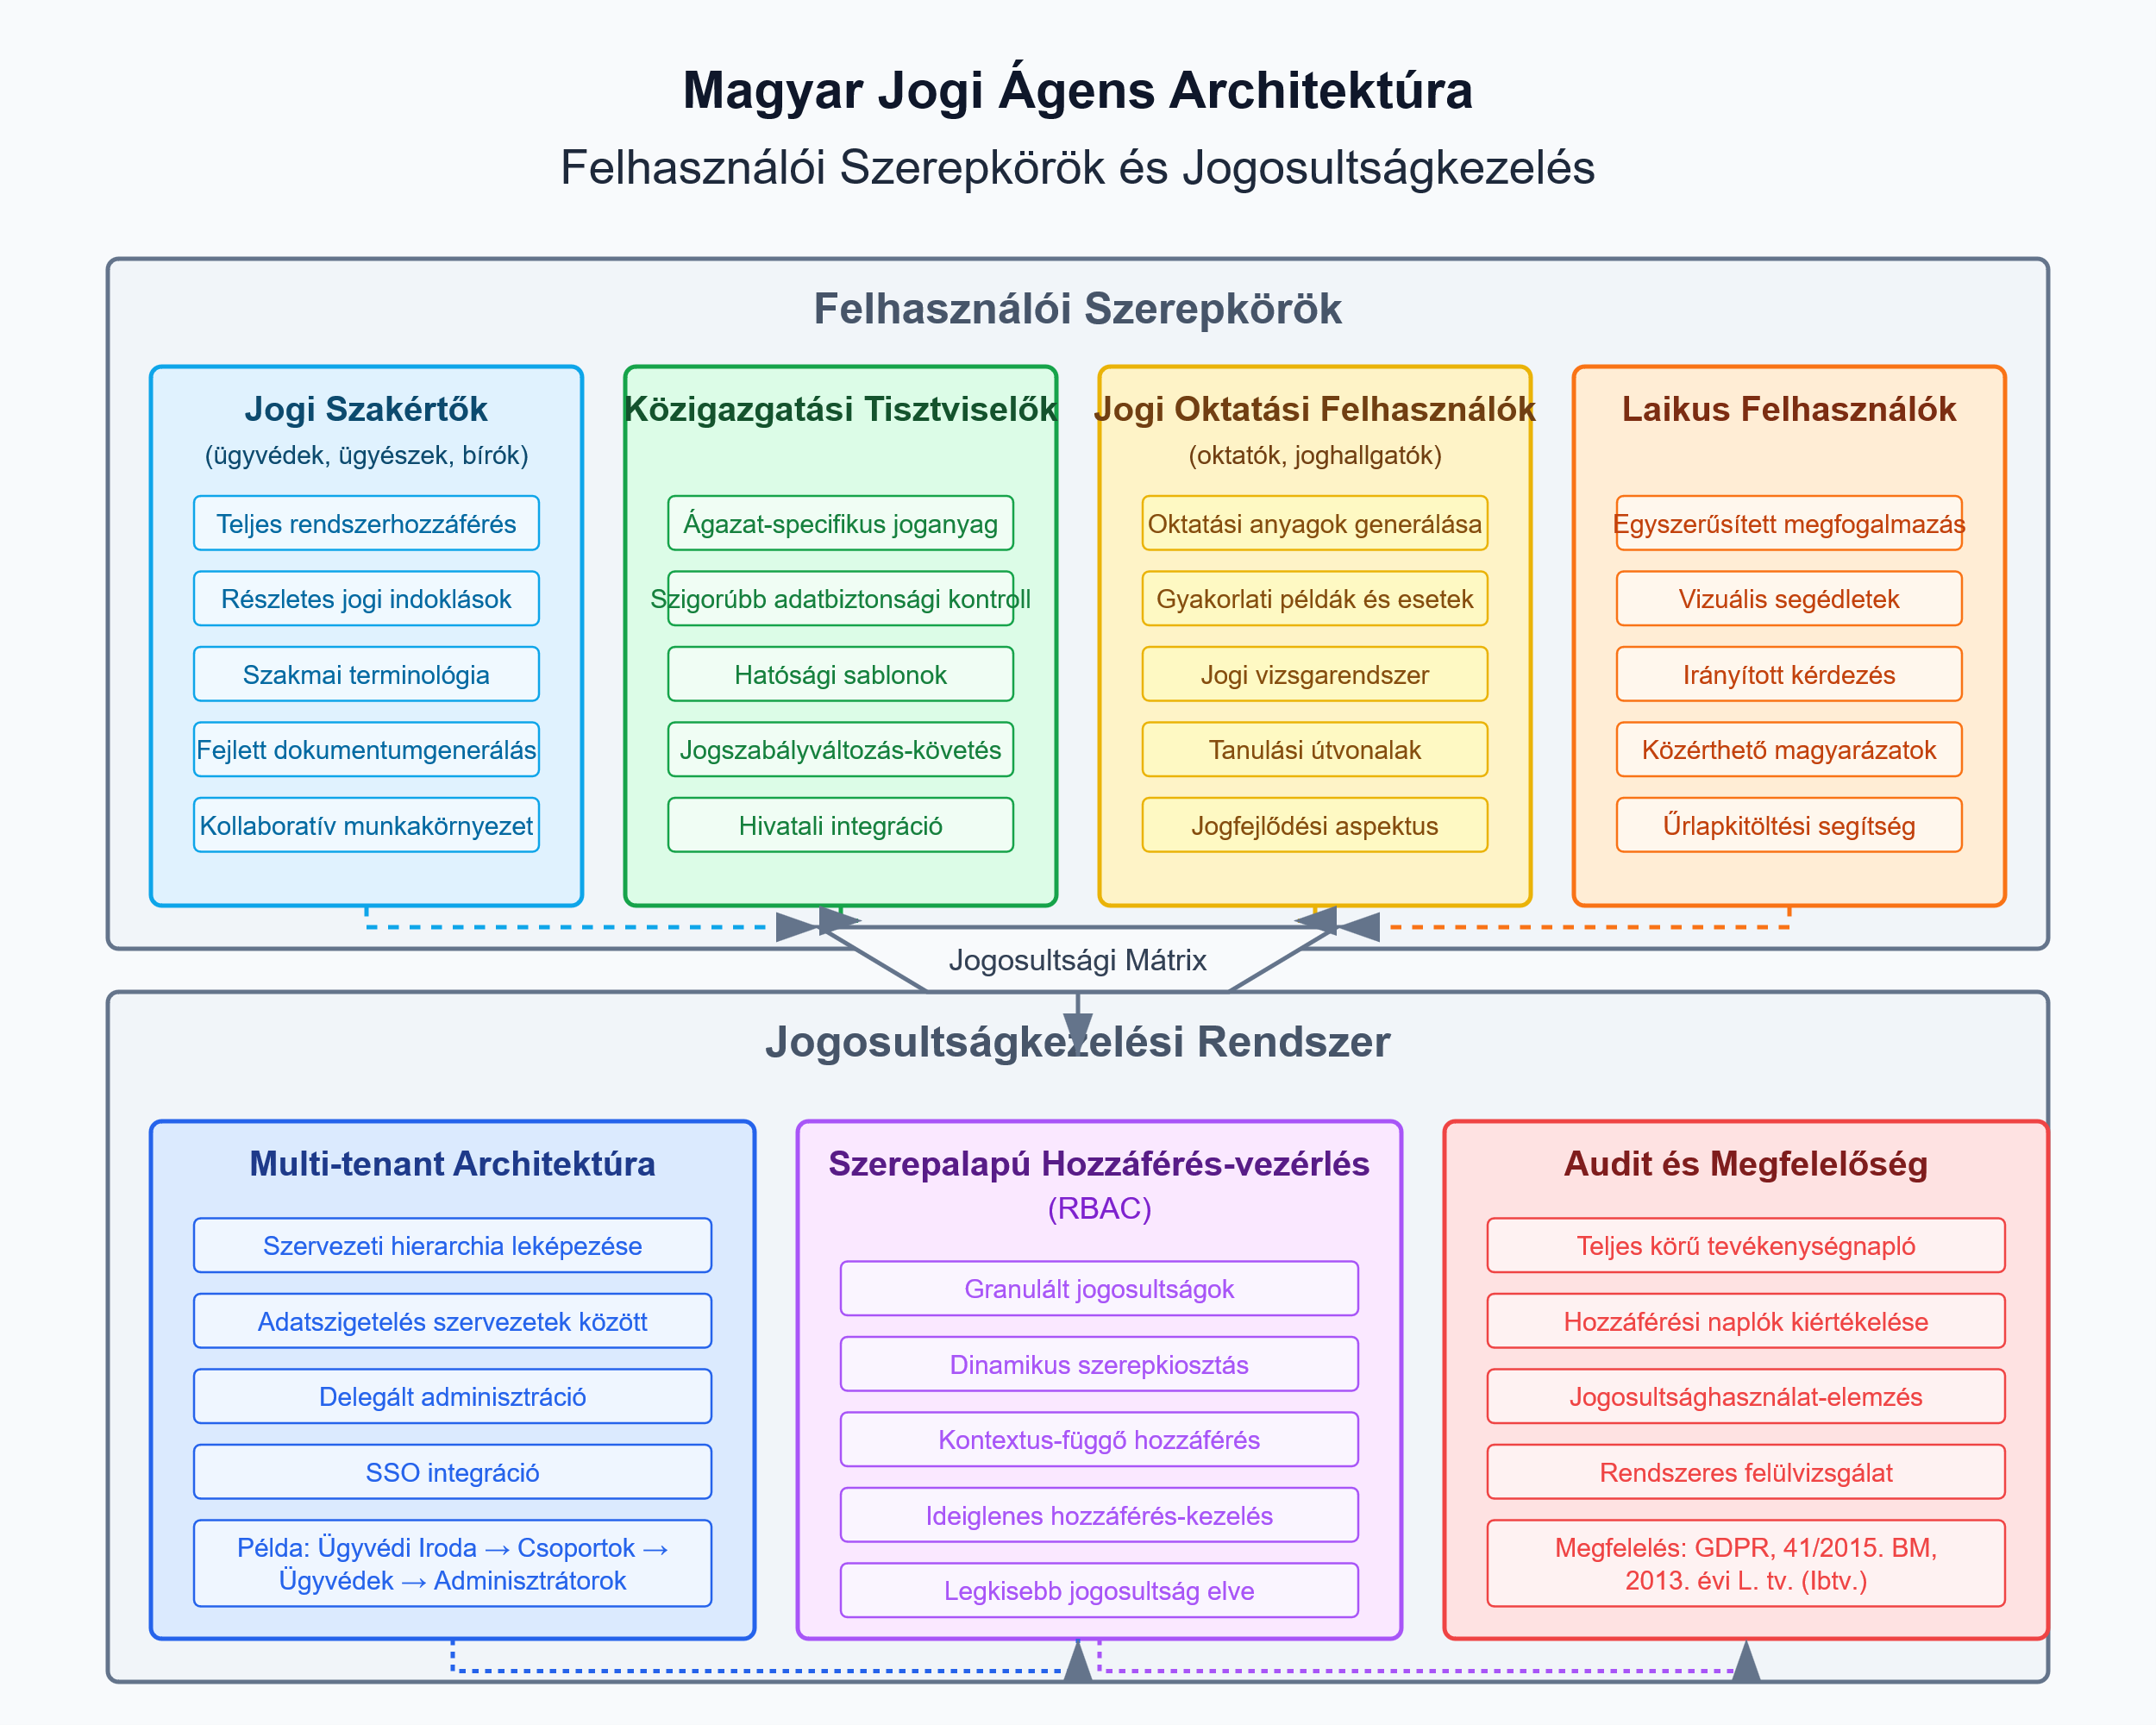 Magyar Jogi Ágens Architektúra
Felhasználói Szerepkörök és Jogosultságkezelés
Felhasználói Szerepkörök
Jogi Szakértők
(ügyvédek, ügyészek, bírók)
Teljes rendszerhozzáférés
Részletes jogi indoklások
Szakmai terminológia
Fejlett dokumentumgenerálás
Kollaboratív munkakörnyezet
Közigazgatási Tisztviselők
Ágazat-specifikus joganyag
Szigorúbb adatbiztonsági kontroll
Hatósági sablonok
Jogszabályváltozás-követés
Hivatali integráció
Jogi Oktatási Felhasználók
(oktatók, joghallgatók)
Oktatási anyagok generálása
Gyakorlati példák és esetek
Jogi vizsgarendszer
Tanulási útvonalak
Jogfejlődési aspektus
Laikus Felhasználók
Egyszerűsített megfogalmazás
Vizuális segédletek
Irányított kérdezés
Közérthető magyarázatok
Űrlapkitöltési segítség
Jogosultsági Mátrix
Jogosultságkezelési Rendszer
Multi-tenant Architektúra
Szervezeti hierarchia leképezése
Adatszigetelés szervezetek között
Delegált adminisztráció
SSO integráció
Példa: Ügyvédi Iroda → Csoportok →
Ügyvédek → Adminisztrátorok
Szerepalapú Hozzáférés-vezérlés
(RBAC)
Granulált jogosultságok
Dinamikus szerepkiosztás
Kontextus-függő hozzáférés
Ideiglenes hozzáférés-kezelés
Legkisebb jogosultság elve
Audit és Megfelelőség
Teljes körű tevékenységnapló
Hozzáférési naplók kiértékelése
Jogosultsághasználat-elemzés
Rendszeres felülvizsgálat
Megfelelés: GDPR, 41/2015. BM,
2013. évi L. tv. (Ibtv.)